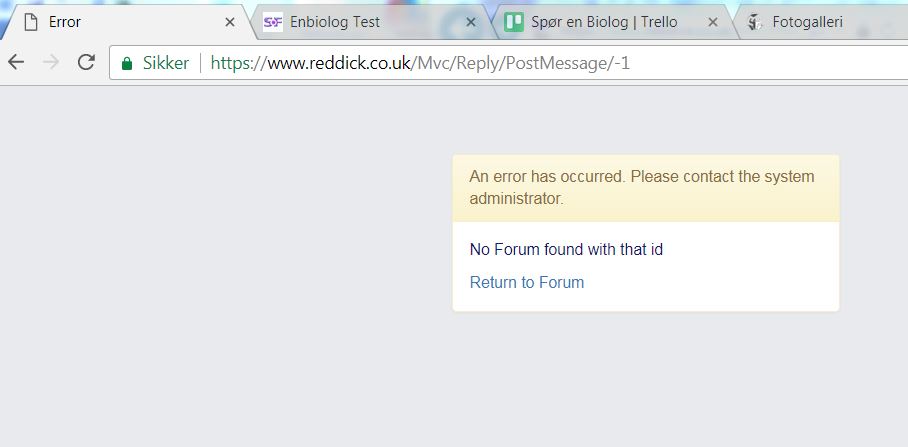 Error
Enbiolog Test
Spør en Biolog | Trello
Fotogalleri
Sikker
https://www.reddick.co.uk/Mvc/Reply/PostMessage/-1
An error has occurred. Please contact the system
administrator.
No Forum found with that id
Return to Forum